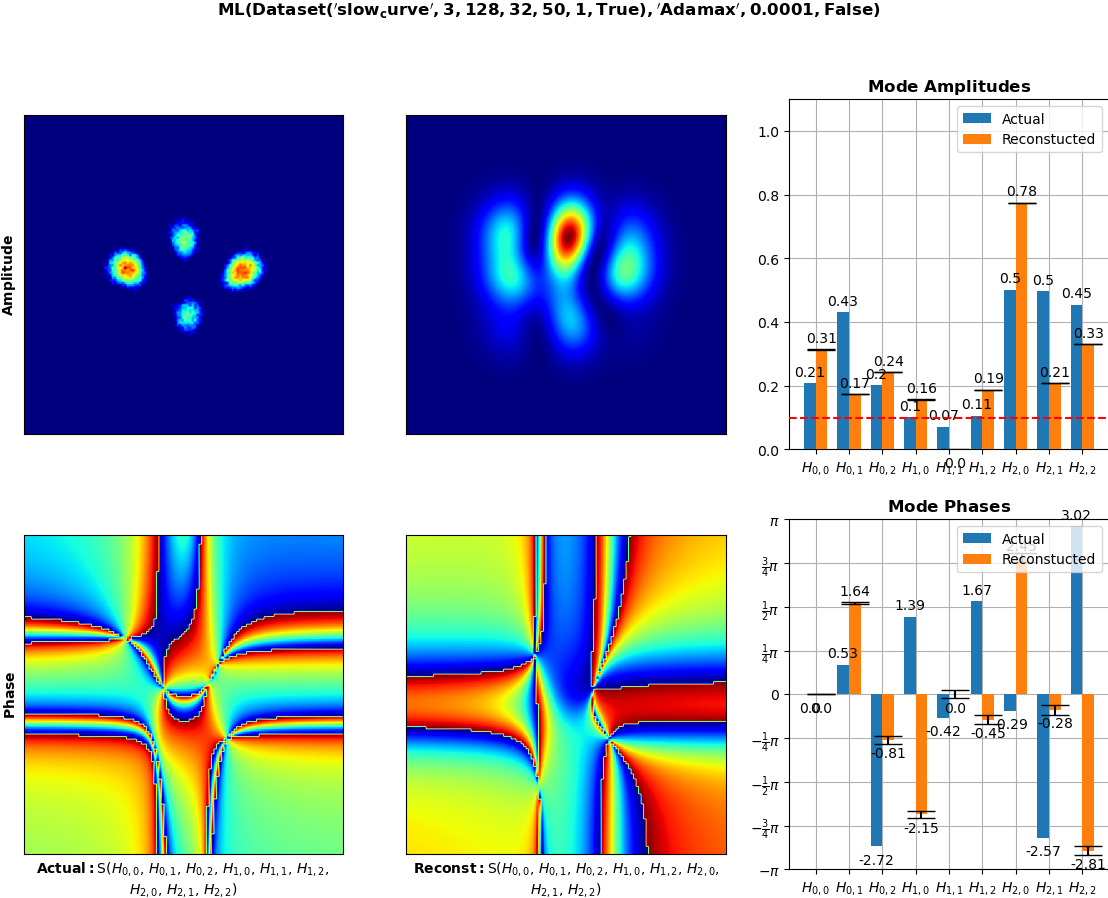 ML(Dataset('slow_curve', 3, 128, 32, 50, 1, True), 'Adamax', 0.0001, False)
Amplitude
Mode Amplitudes
Actual
Reconstucted
1.0
0.8
0.6
0.4
0.2
0.0
0.21
0.31
0.43
0.17
0.2
0.24
0.1
0.16
0.07
0.0
0.11
0.19
0.5
0.78
0.5
0.21
0.45
0.33
H0,0 H0,1 H0,2 H1,0 H1,1 H1,2 H2,0 H2,1 H2,2
Phase
Actual: S(H0,0, H0,1, H0,2, H1,0, H1,1, H1,2,
H2,0, H2,1, H2,2)
Reconst: S(H0,0, H0,1, H0,2, H1,0, H1,2, H2,0,
H2,1, H2,2)
Mode Phases
Actual
Reconstucted
π
3/4π
1/2π
1/4π
0
−1/4π
−1/2π
−3/4π
−π
0.0
0.0
0.53
1.64
-2.72
-0.81
1.39
-2.15
-0.42
0.0
1.67
-0.45
-0.29
2.45
-2.57
-0.28
3.02
-2.81
H0,0 H0,1 H0,2 H1,0 H1,1 H1,2 H2,0 H2,1 H2,2